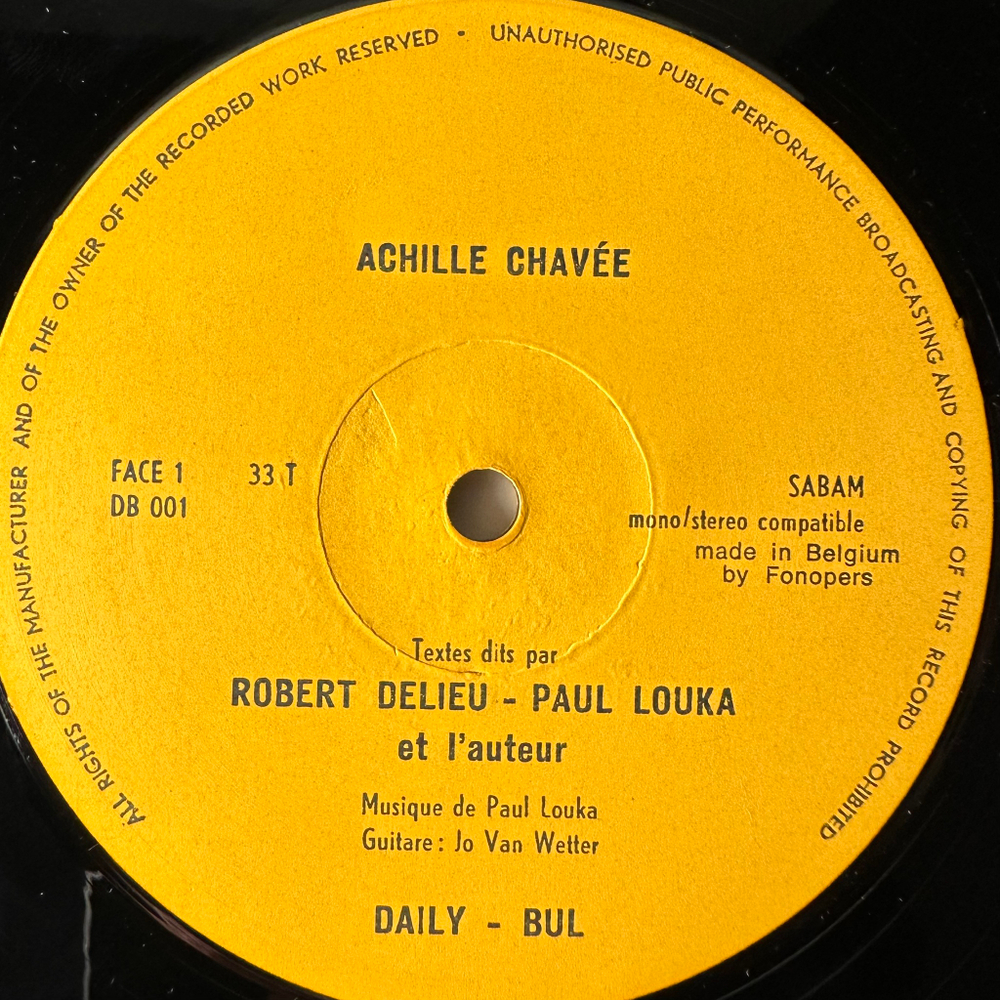 ALL RIGHTS OF THE MANUFACTURER AND OF THE OWNER OF THE RECORDED WORK RESERVED • UNAUTHORISED PUBLIC PERFORMANCE BROADCASTING AND COPYING OF THIS RECORD PROHIBITED
ACHILLE CHAVÉE
FACE 1 33 T
DB 001
SABAM
mono/stereo compatible
made in Belgium
by Fonopers
Textes dits par
ROBERT DELIEU - PAUL LOUKA
et l'auteur
Musique de Paul Louka
Guitare : Jo Van Wetter
DAILY - BUL